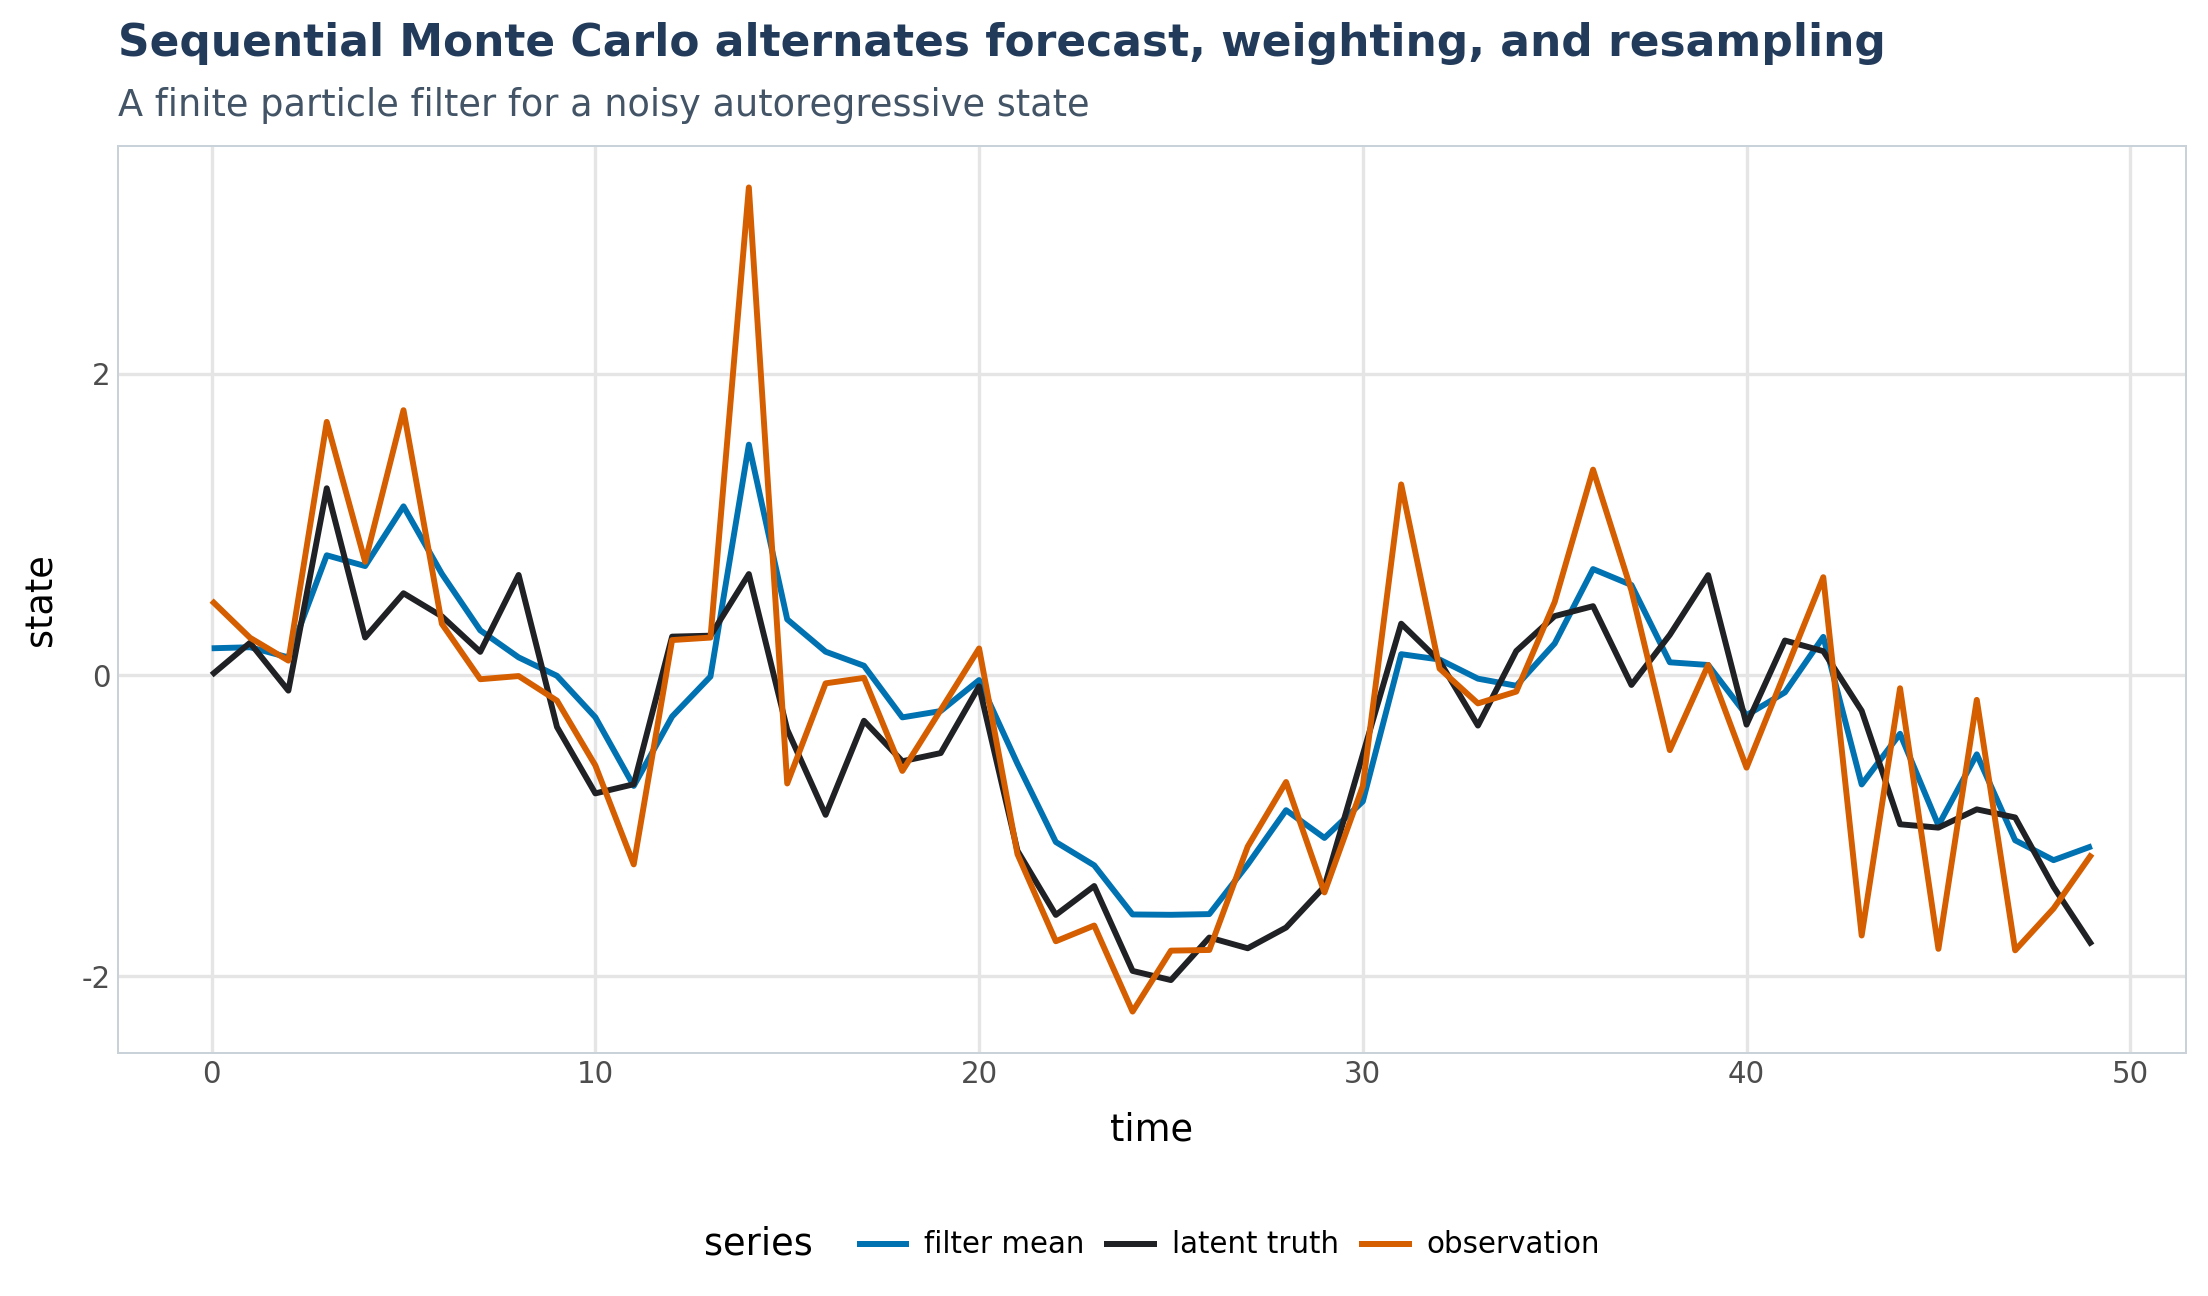 Sequential Monte Carlo alternates forecast, weighting, and resampling
A finite particle filter for a noisy autoregressive state
state
2
0
-2
0 10 20 30 40 50
time
series filter mean latent truth observation